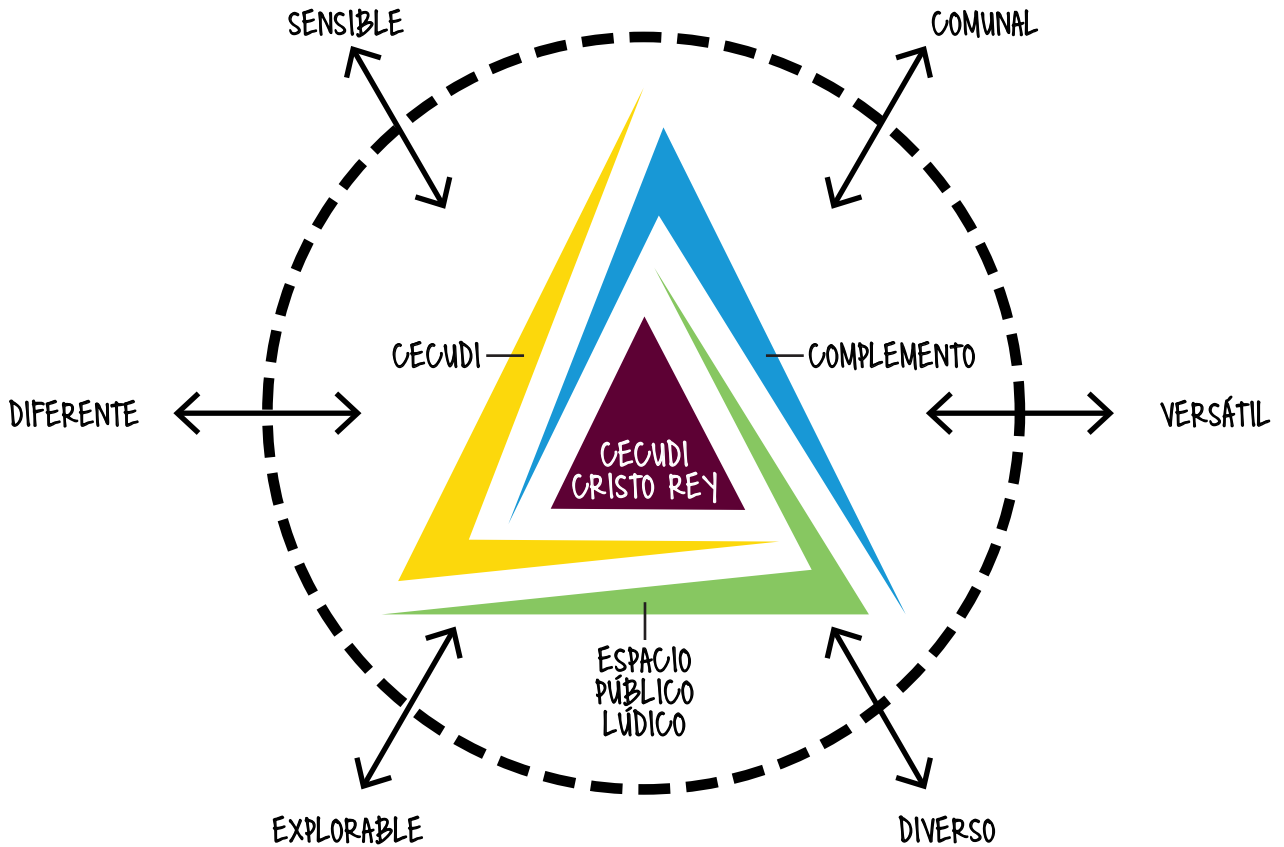 SENSIBLE
COMUNAL
CECUDI
COMPLEMENTO
DIFERENTE
VERSÁTIL
CECUDI
CRISTO REY
ESPACIO
PÚBLICO
LÚDICO
EXPLORABLE
DIVERSO